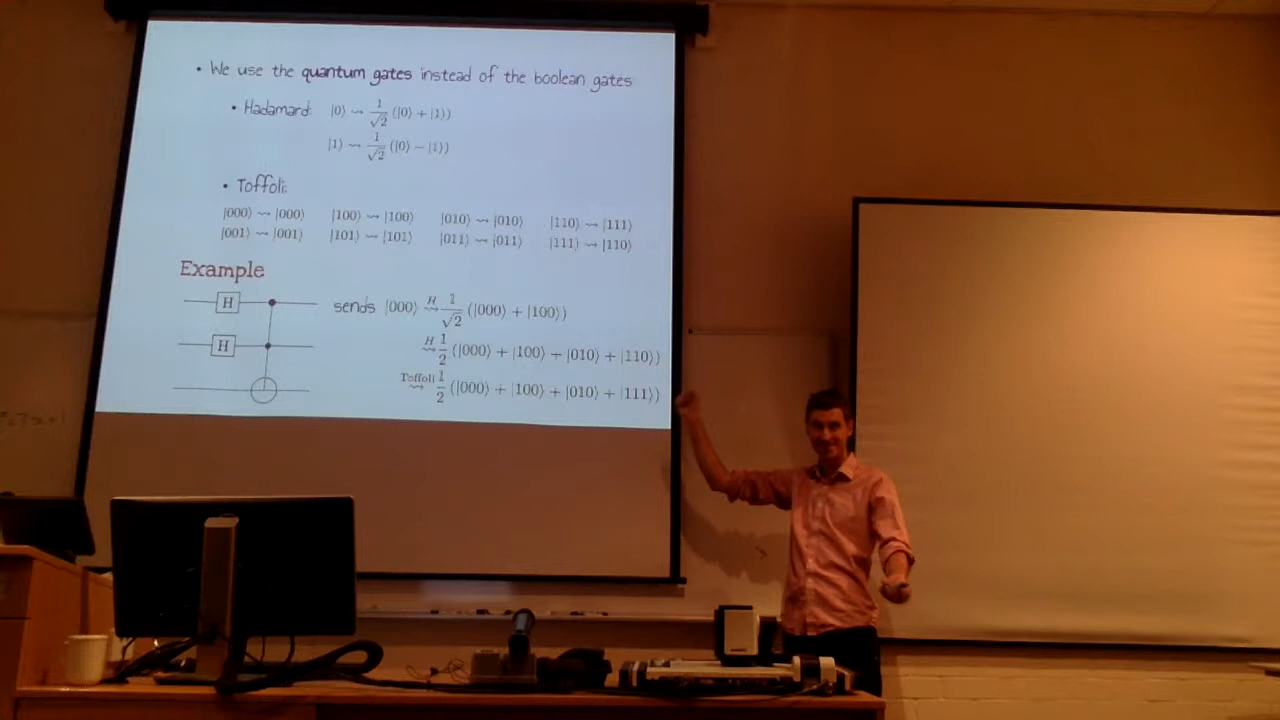 • We use the quantum gates instead of the boolean gates
• Hadamard: |0⟩ ⇝ 1/√2 (|0⟩ + |1⟩)
|1⟩ ⇝ 1/√2 (|0⟩ − |1⟩)
• Toffoli:
|000⟩ ⇝ |000⟩ |100⟩ ⇝ |100⟩ |010⟩ ⇝ |010⟩ |110⟩ ⇝ |111⟩
|001⟩ ⇝ |001⟩ |101⟩ ⇝ |101⟩ |011⟩ ⇝ |011⟩ |111⟩ ⇝ |110⟩
Example
H sends |000⟩ H⇝ 1/√2 (|000⟩ + |100⟩)
H H⇝ 1/2 (|000⟩ + |100⟩ + |010⟩ + |110⟩)
Toffoli⇝ 1/2 (|000⟩ + |100⟩ + |010⟩ + |111⟩)